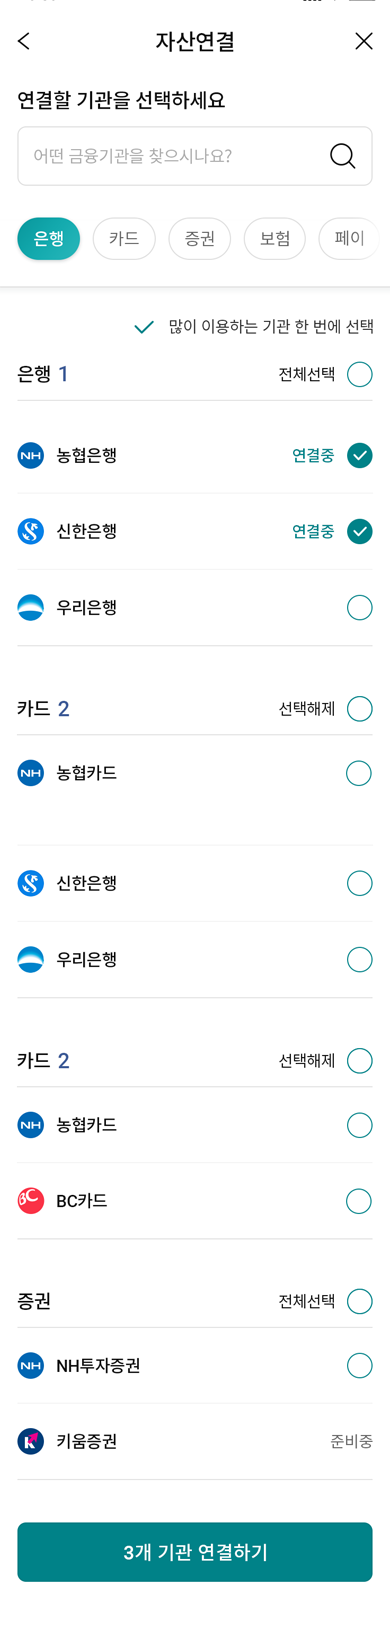 자산연결
연결할 기관을 선택하세요
어떤 금융기관을 찾으시나요?
은행 카드 증권 보험 페이
많이 이용하는 기관 한 번에 선택
은행 1 전체선택
NH 농협은행 연결중
신한은행 연결중
우리은행
카드 2 선택해제
NH 농협카드
신한은행
우리은행
카드 2 선택해제
NH 농협카드
BC BC카드
증권 전체선택
NH NH투자증권
K 키움증권 준비중
3개 기관 연결하기